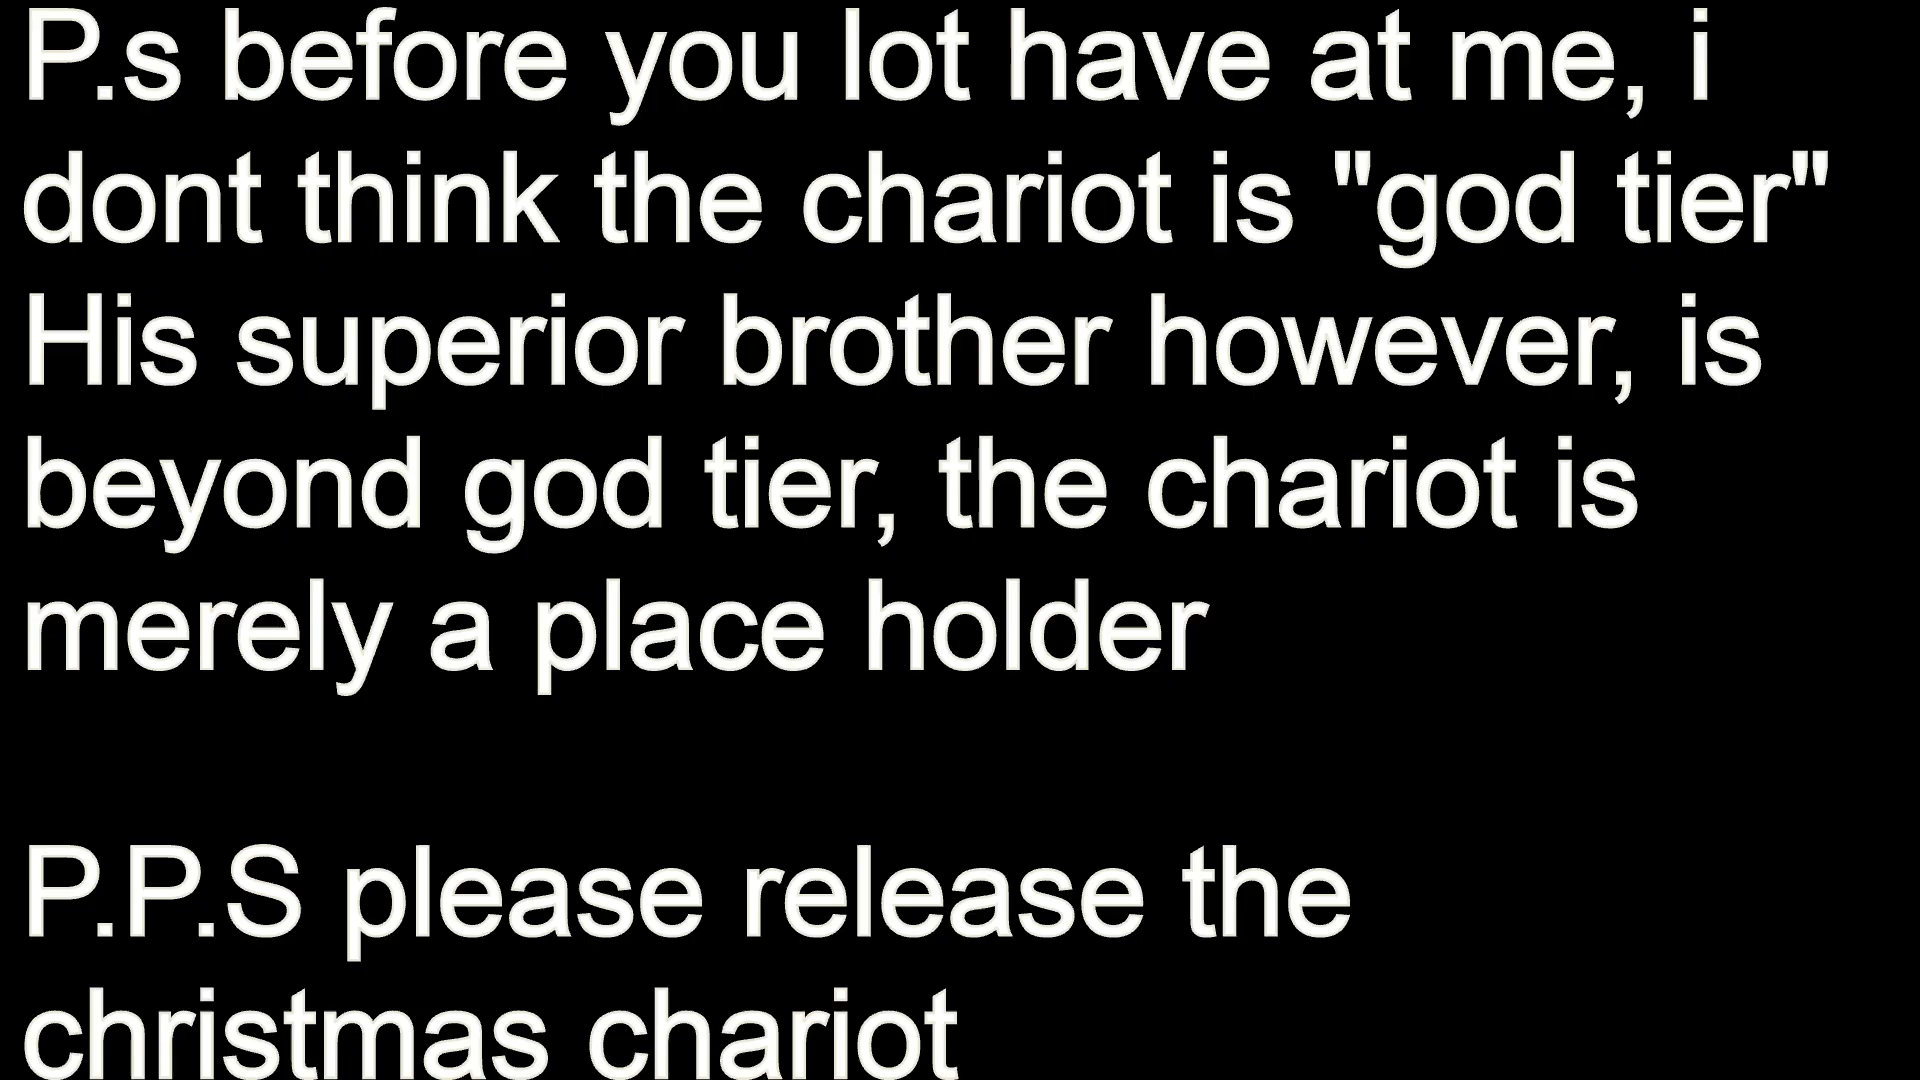 P.s before you lot have at me, i
dont think the chariot is "god tier"
His superior brother however, is
beyond god tier, the chariot is
merely a place holder
P.P.S please release the
christmas chariot